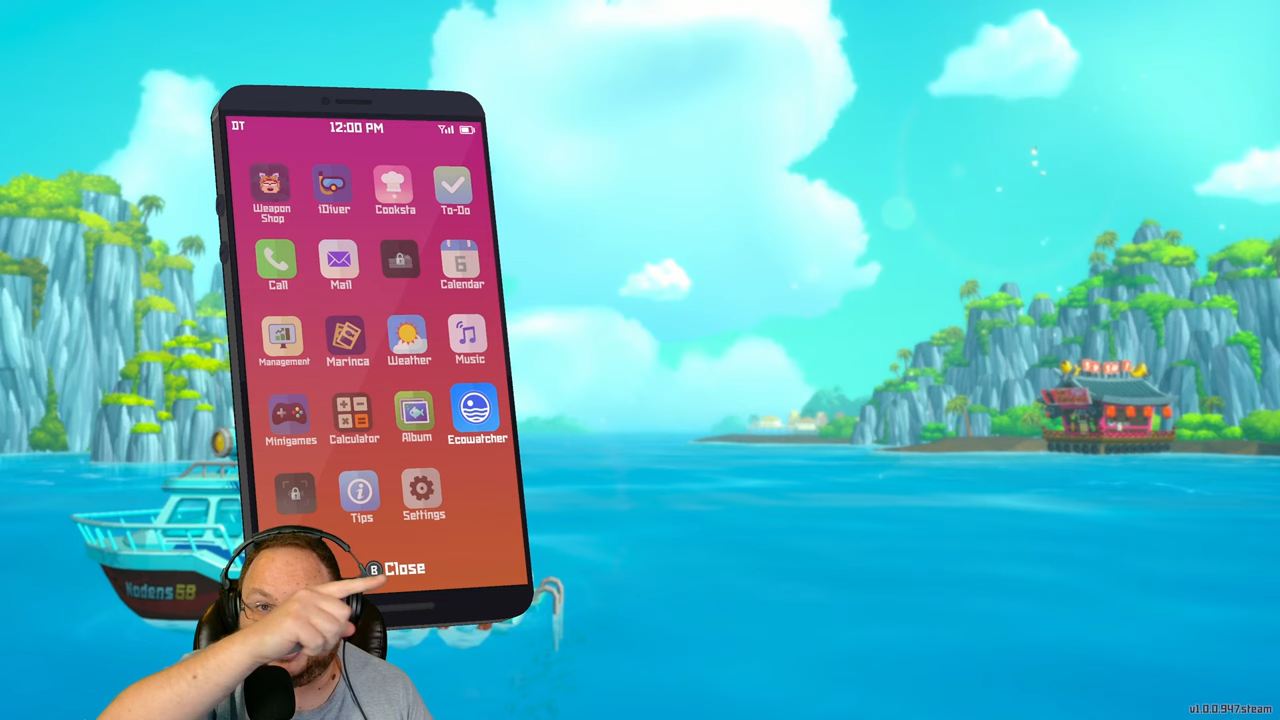 DT
12:00 PM
Weapon Shop
iDiver
Cooksta
To-Do
Call
Mail
6
Calendar
Management
Marinca
Weather
Music
Minigames
Calculator
Album
Ecowatcher
Tips
Settings
B Close
Nodens 68
v1.0.0.947.steam